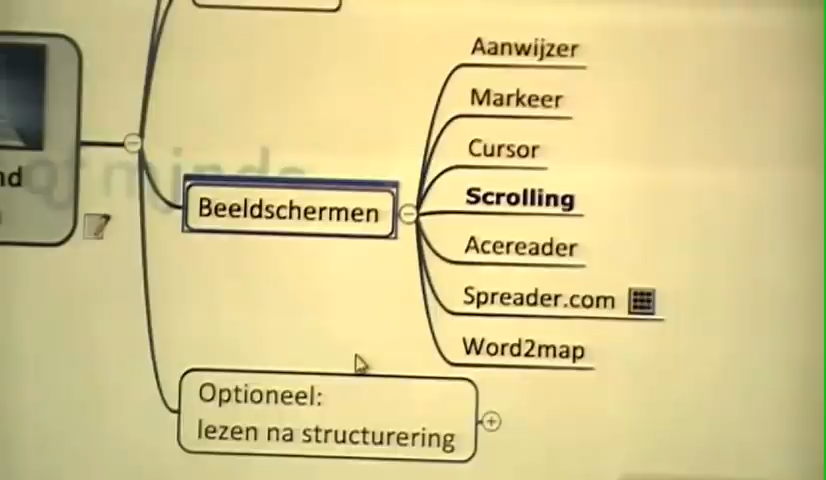 Aanwijzer
Markeer
Cursor
Scrolling
Beeldschermen
Acereader
Spreader.com
Word2map
Optioneel:
lezen na structurering